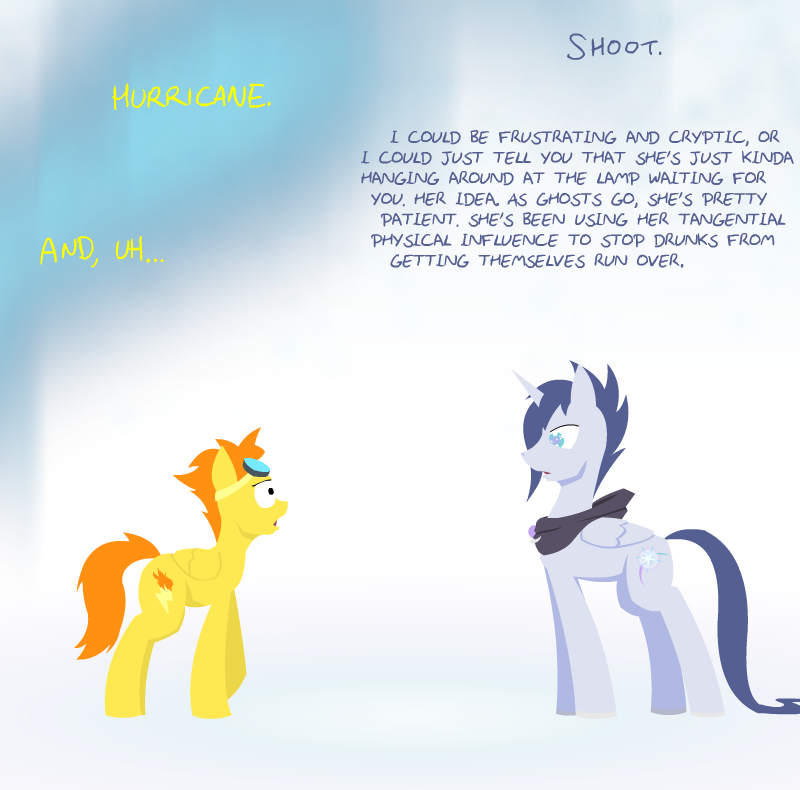 SHOOT.
HURRICANE.
I COULD BE FRUSTRATING AND CRYPTIC, OR
I COULD JUST TELL YOU THAT SHE'S JUST KINDA
HANGING AROUND AT THE LAMP WAITING FOR
YOU. HER IDEA. AS GHOSTS GO, SHE'S PRETTY
PATIENT. SHE'S BEEN USING HER TANGENTIAL
PHYSICAL INFLUENCE TO STOP DRUNKS FROM
GETTING THEMSELVES RUN OVER.
AND, UH...